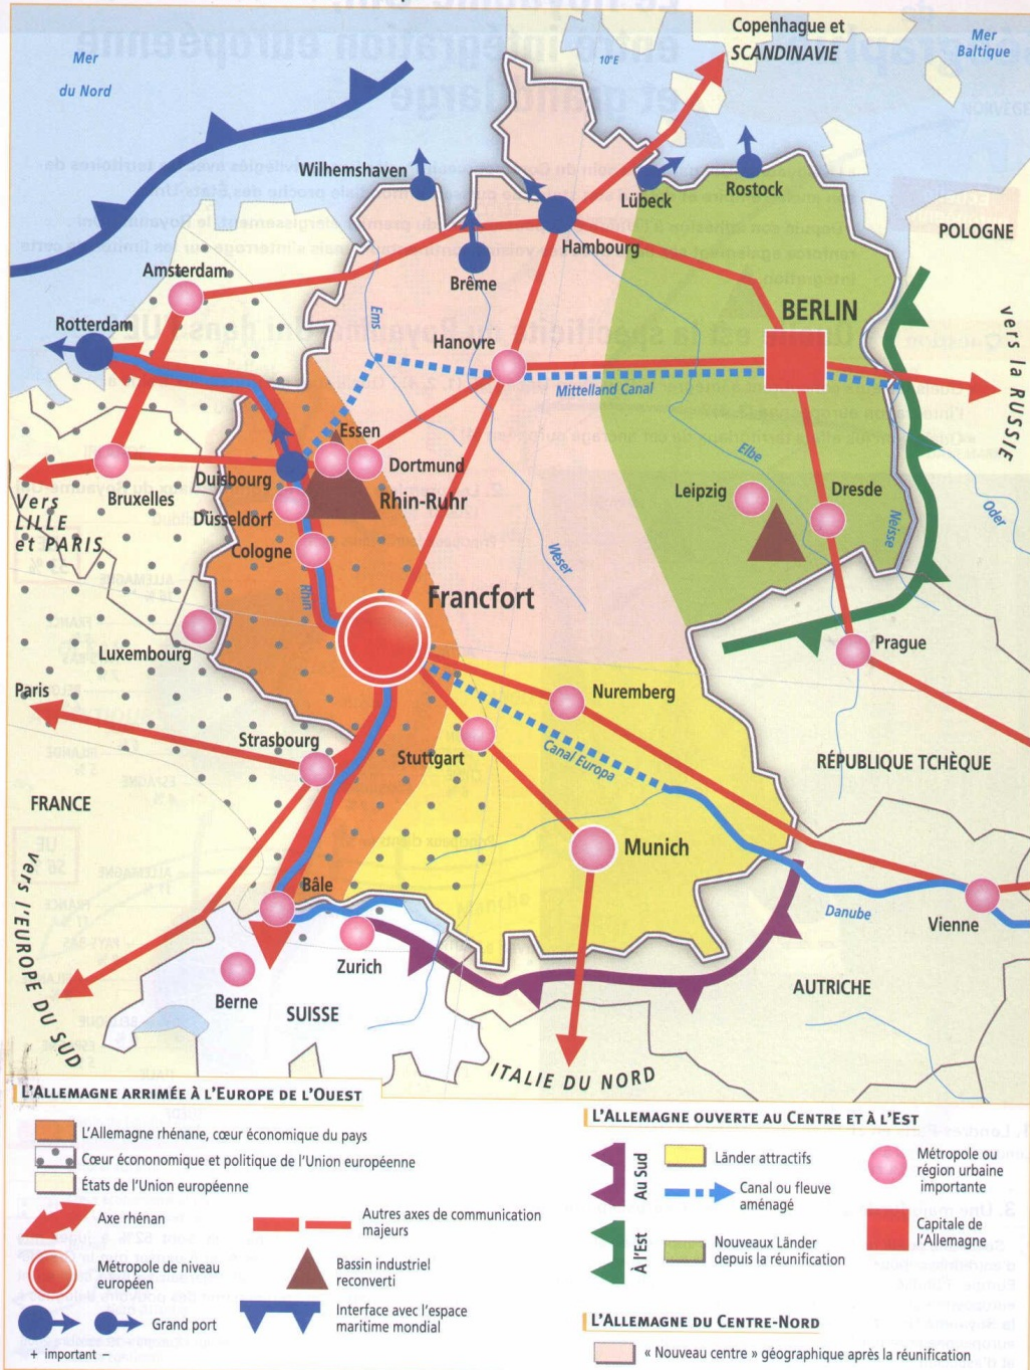 Copenhague et
SCANDINAVIE
Mer
Baltique
Mer
du Nord
10°E
Wilhemshaven
Lübeck
Rostock
Hambourg
POLOGNE
Amsterdam
Brême
Ems
BERLIN
Rotterdam
Hanovre
vers la RUSSIE
Mittelland Canal
Essen
Dortmund
Elbe
Duisbourg
Rhin-Ruhr
Leipzig
Dresde
Bruxelles
Vers
LILLE
et PARIS
Düsseldorf
Neisse
Oder
Cologne
Weser
Rhin
Francfort
Luxembourg
Prague
Paris
Nuremberg
Strasbourg
Stuttgart
Canal Europa
RÉPUBLIQUE TCHÈQUE
FRANCE
Munich
vers l'EUROPE DU SUD
Bâle
Danube
Vienne
Zurich
Berne
SUISSE
AUTRICHE
ITALIE DU NORD
L'ALLEMAGNE ARRIMÉE À L'EUROPE DE L'OUEST
L'Allemagne rhénane, cœur économique du pays
Cœur écononomique et politique de l'Union européenne
États de l'Union européenne
Axe rhénan
Autres axes de communication
majeurs
Métropole de niveau
européen
Bassin industriel
reconverti
Grand port
+ important –
Interface avec l'espace
maritime mondial
L'ALLEMAGNE OUVERTE AU CENTRE ET À L'EST
Au Sud
Länder attractifs
Canal ou fleuve
aménagé
Métropole ou
région urbaine
importante
À l'Est
Nouveaux Länder
depuis la réunification
Capitale de
l'Allemagne
L'ALLEMAGNE DU CENTRE-NORD
« Nouveau centre » géographique après la réunification